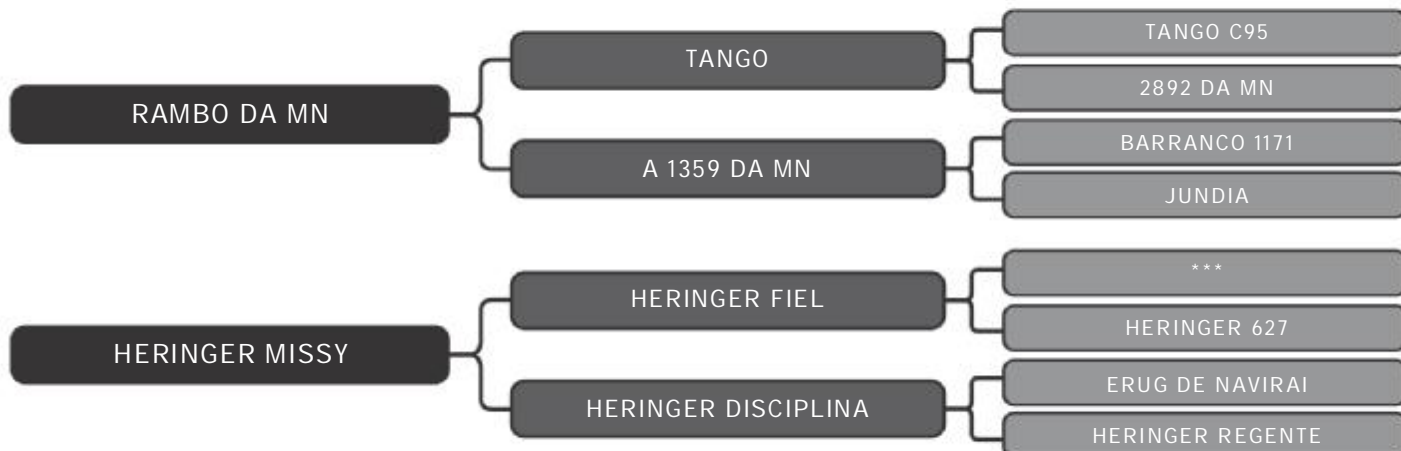 RAMBO DA MN
TANGO
TANGO C95
2892 DA MN
A 1359 DA MN
BARRANCO 1171
JUNDIA
HERINGER MISSY
HERINGER FIEL
***
HERINGER 627
HERINGER DISCIPLINA
ERUG DE NAVIRAI
HERINGER REGENTE